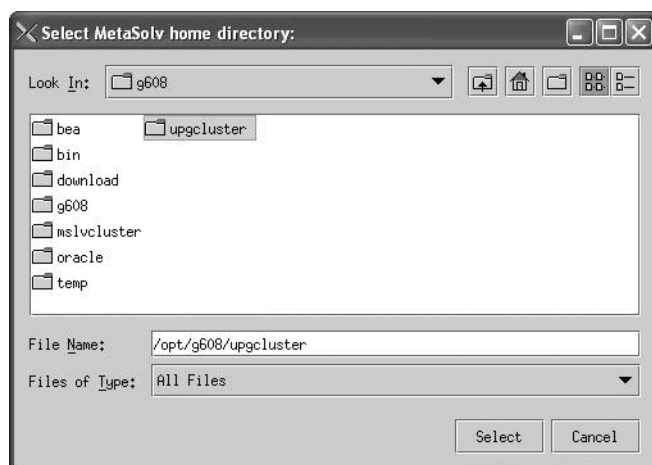 Select MetaSolv home directory:
Look In: g608
bea upgcluster
bin
download
g608
mslvcluster
oracle
temp
File Name: /opt/g608/upgcluster
Files of Type: All Files
Select Cancel